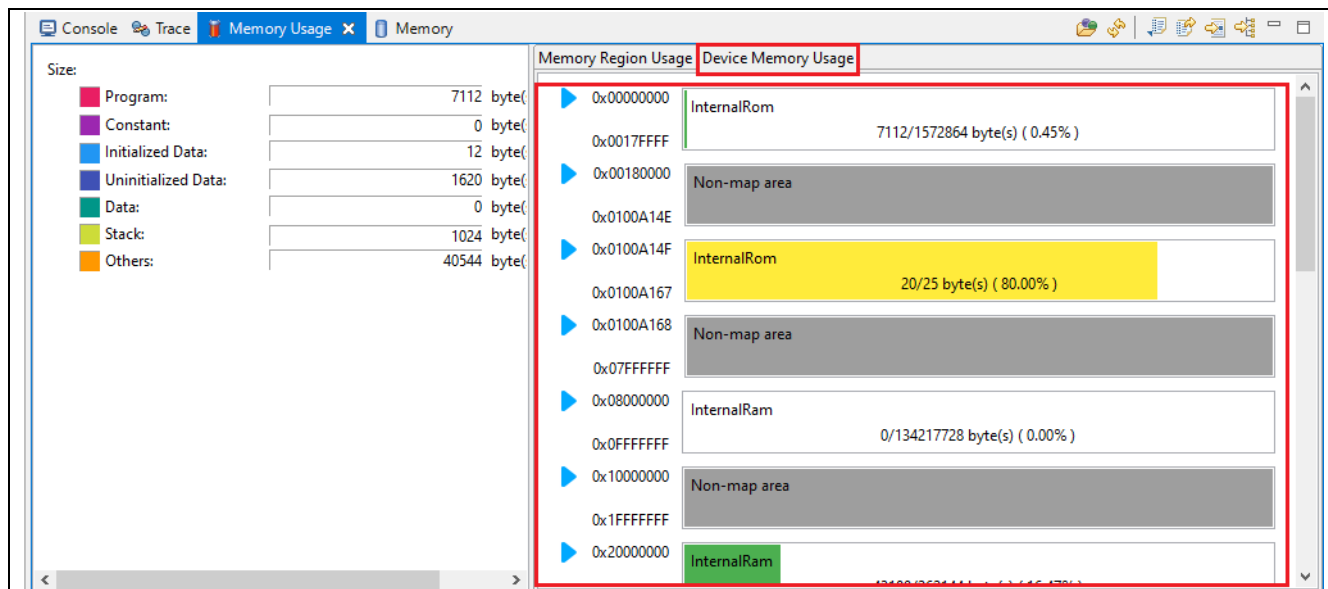 Console Trace Memory Usage Memory
Size:
Program: 7112 byte(
Constant: 0 byte(
Initialized Data: 12 byte(
Uninitialized Data: 1620 byte(
Data: 0 byte(
Stack: 1024 byte(
Others: 40544 byte(
Memory Region Usage Device Memory Usage
0x00000000
InternalRom
7112/1572864 byte(s) ( 0.45% )
0x0017FFFF
0x00180000
Non-map area
0x0100A14E
0x0100A14F
InternalRom
20/25 byte(s) ( 80.00% )
0x0100A167
0x0100A168
Non-map area
0x07FFFFFF
0x08000000
InternalRam
0/134217728 byte(s) ( 0.00% )
0x0FFFFFFF
0x10000000
Non-map area
0x1FFFFFFF
0x20000000
InternalRam